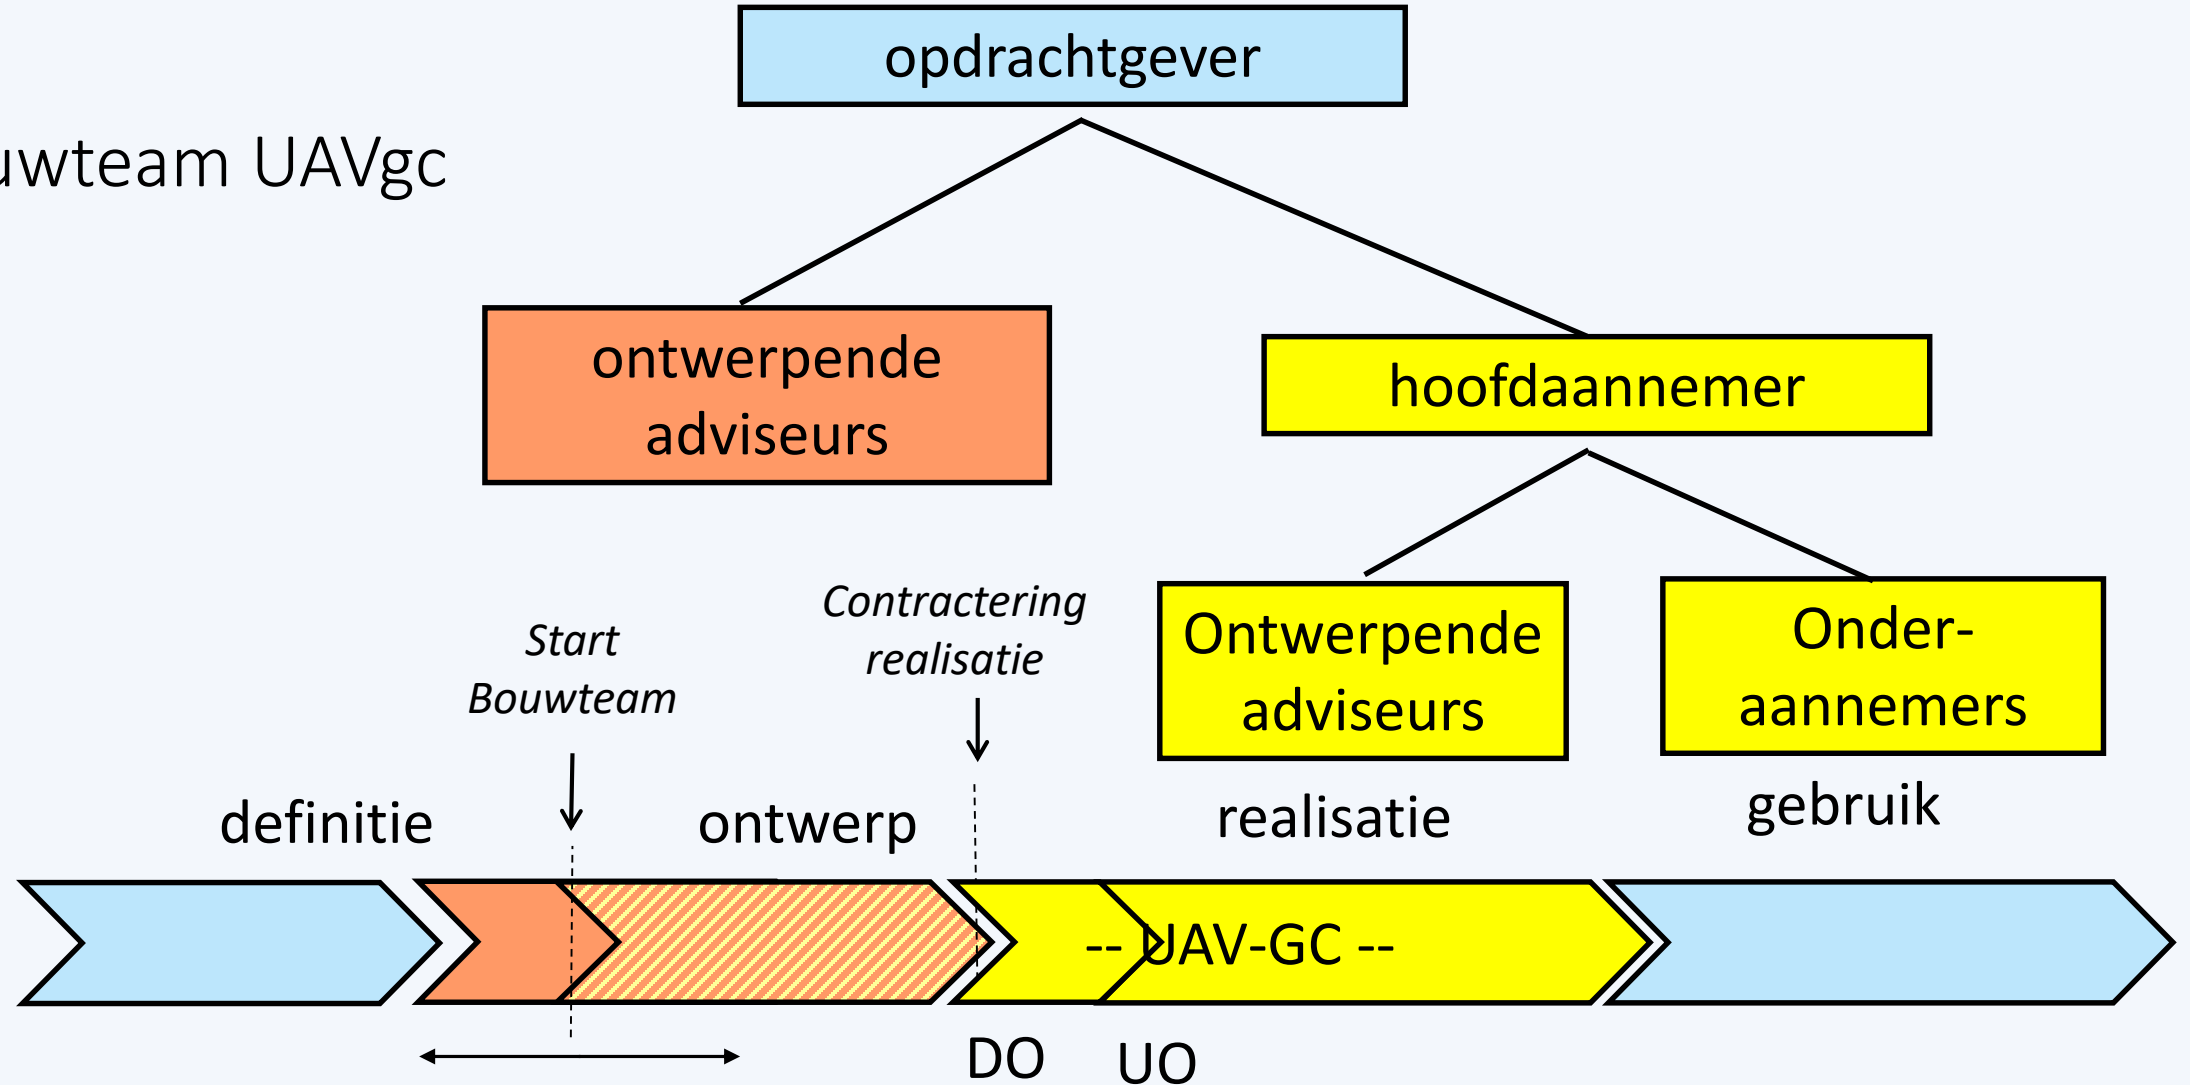 opdrachtgever
uwteam UAVgc
ontwerpende
adviseurs
hoofdaannemer
Contractering
realisatie
Start
Bouwteam
Ontwerpende
adviseurs
Onder-
aannemers
definitie
ontwerp
realisatie
gebruik
-- UAV-GC --
DO
UO